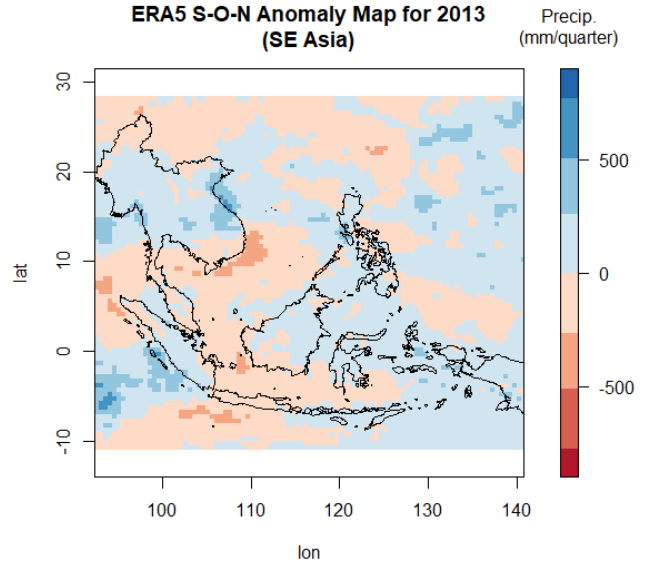 ERA5 S-O-N Anomaly Map for 2013
(SE Asia)
Precip.
(mm/quarter)
30
20
10
0
-10
lat
100
110
120
130
140
lon
500
0
-500